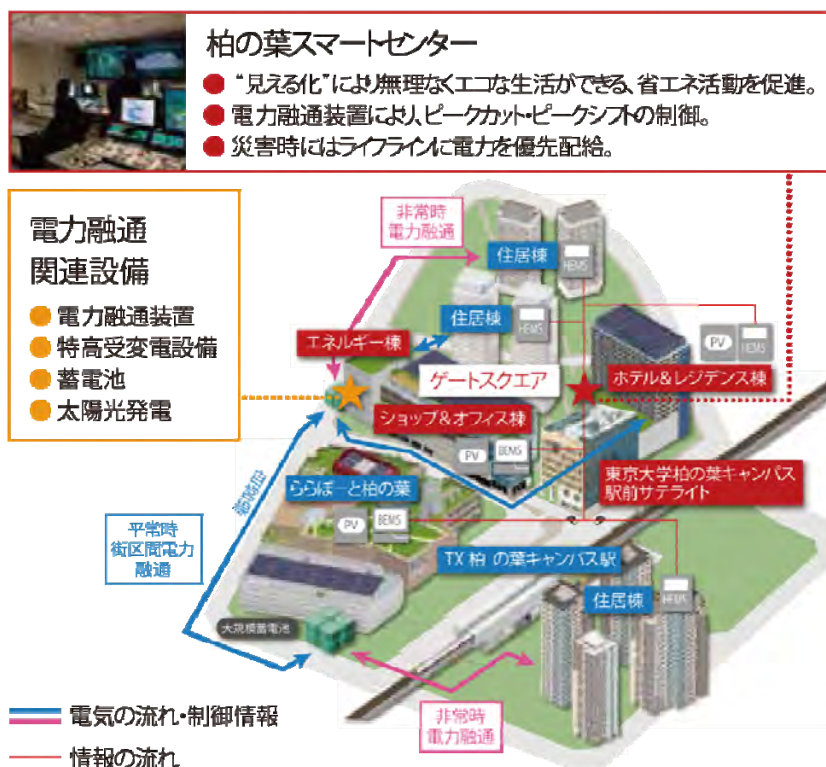 柏の葉スマートセンター
● “見える化”により無理なくエコな生活ができる、省エネ活動を促進。
● 電力融通装置により、ピークカット・ピークシフトの制御。
● 災害時にはライフラインに電力を優先配給。
電力融通
関連設備
● 電力融通装置
● 特高受変電設備
● 蓄電池
● 太陽光発電
非常時
電力融通
住居棟
HEMS
住居棟
HEMS
エネルギー棟
PV
HEMS
ゲートスクエア
ホテル&レジデンス棟
ショップ&オフィス棟
PV
BEMS
東京大学柏の葉キャンパス
駅前サテライト
ららぽーと柏の葉
PV
BEMS
平常時
街区間電力
融通
TX 柏の葉キャンパス駅
住居棟
HEMS
大規模蓄電池
非常時
電力融通
電気の流れ・制御情報
情報の流れ